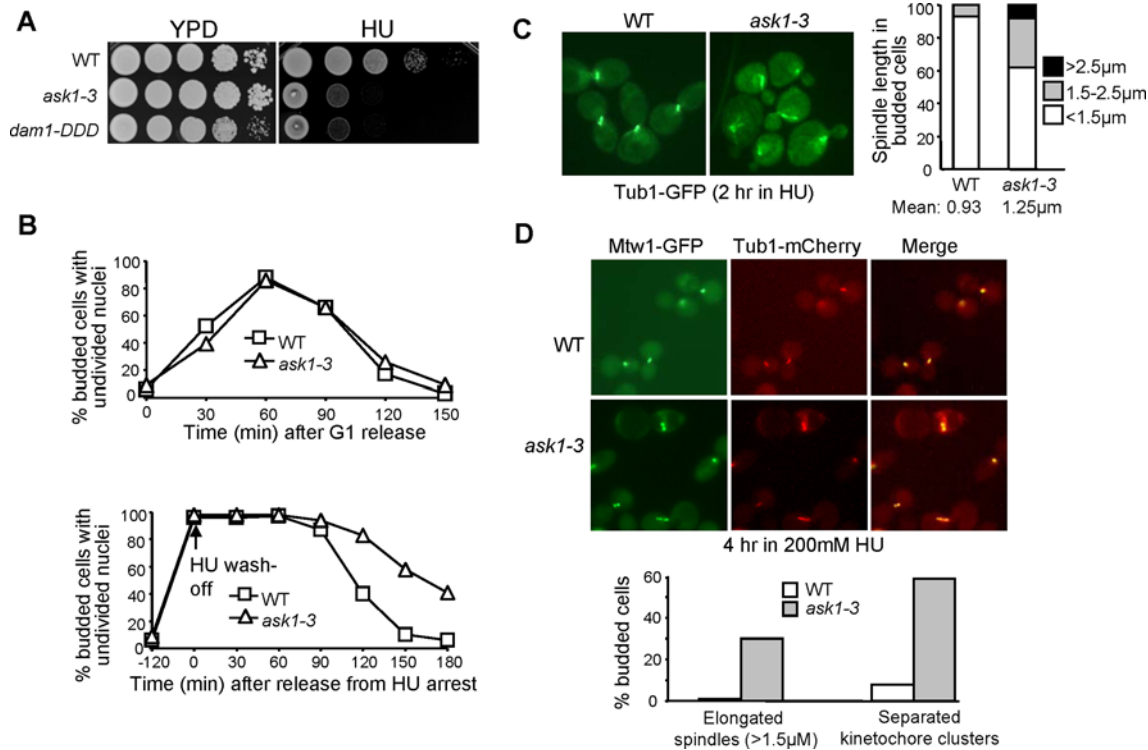 A
YPD
HU
WT
ask1-3
dam1-DDD
B
% budded cells with
undivided nuclei
100
80
60
40
20
0
WT
ask1-3
0
30
60
90
120
150
Time (min) after G1 release
% budded cells with
undivided nuclei
100
80
60
40
20
0
HU wash-
off
WT
ask1-3
-120
0
30
60
90
120
150
180
Time (min) after release from HU arrest
C
WT
ask1-3
Tub1-GFP (2 hr in HU)
Spindle length in
budded cells
100
80
60
40
20
0
>2.5µm
1.5-2.5µm
<1.5µm
WT
ask1-3
Mean: 0.93
1.25µm
D
Mtw1-GFP
Tub1-mCherry
Merge
WT
ask1-3
4 hr in 200mM HU
% budded cells
60
40
20
0
WT
ask1-3
Elongated
spindles (>1.5µM)
Separated
kinetochore clusters